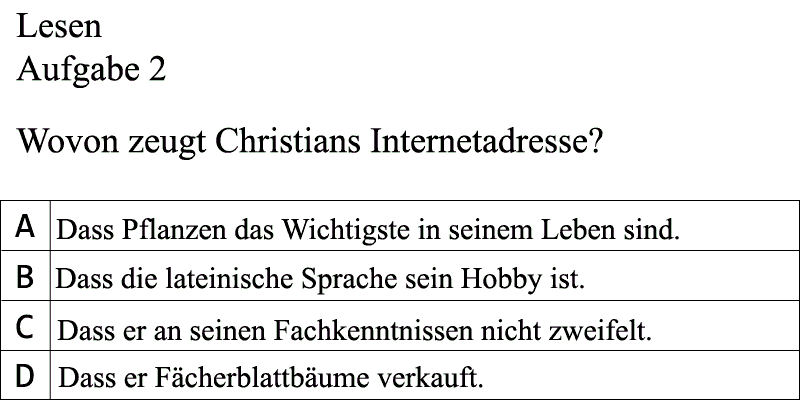 Lesen
Aufgabe 2
Wovon zeugt Christians Internetadresse?
A Dass Pflanzen das Wichtigste in seinem Leben sind.
B Dass die lateinische Sprache sein Hobby ist.
C Dass er an seinen Fachkenntnissen nicht zweifelt.
D Dass er Fächerblattbäume verkauft.